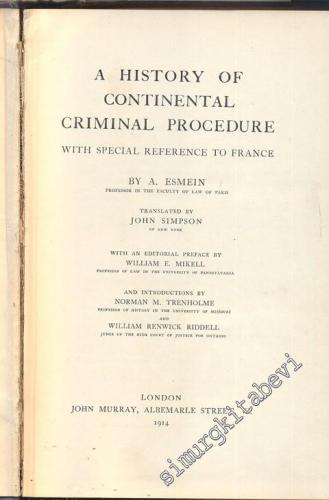 A HISTORY OF
CONTINENTAL
CRIMINAL PROCEDURE
WITH SPECIAL REFERENCE TO FRANCE
BY A. ESMEIN
PROFESSOR IN THE FACULTY OF LAW OF PARIS
TRANSLATED BY
JOHN SIMPSON
OF NEW YORK
WITH AN EDITORIAL PREFACE BY
WILLIAM E. MIKELL
PROFESSOR OF LAW IN THE UNIVERSITY OF PENNSYLVANIA
AND INTRODUCTIONS BY
NORMAN M. TRENHOLME
PROFESSOR OF HISTORY IN THE UNIVERSITY OF MISSOURI
AND
WILLIAM RENWICK RIDDELL
JUDGE OF THE HIGH COURT OF JUSTICE FOR ONTARIO
LONDON
JOHN MURRAY, ALBEMARLE STREET
1914
simurgkitabevi